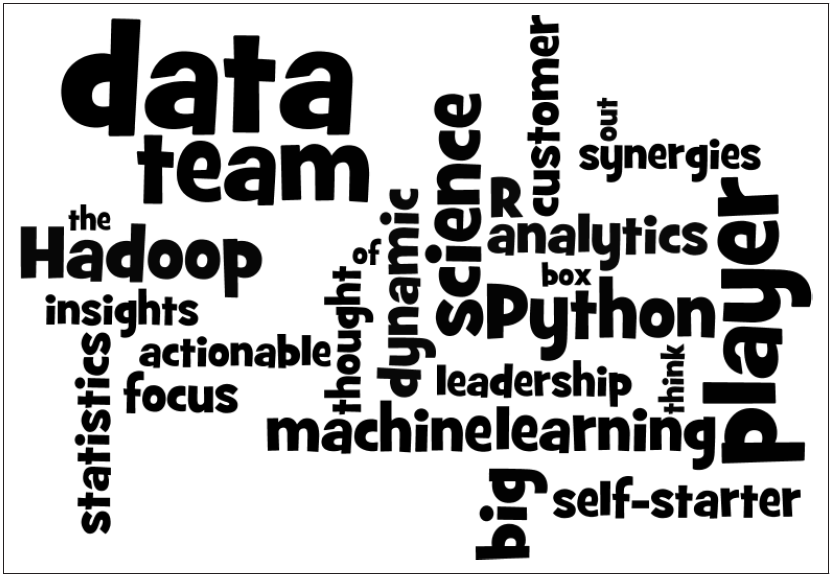 data
team
customer
out
synergies
science
R
the
Hadoop
of
dynamic
analytics
player
box
insights
thought
Python
actionable
statistics
focus
leadership
think
machinelearning
big
self-starter